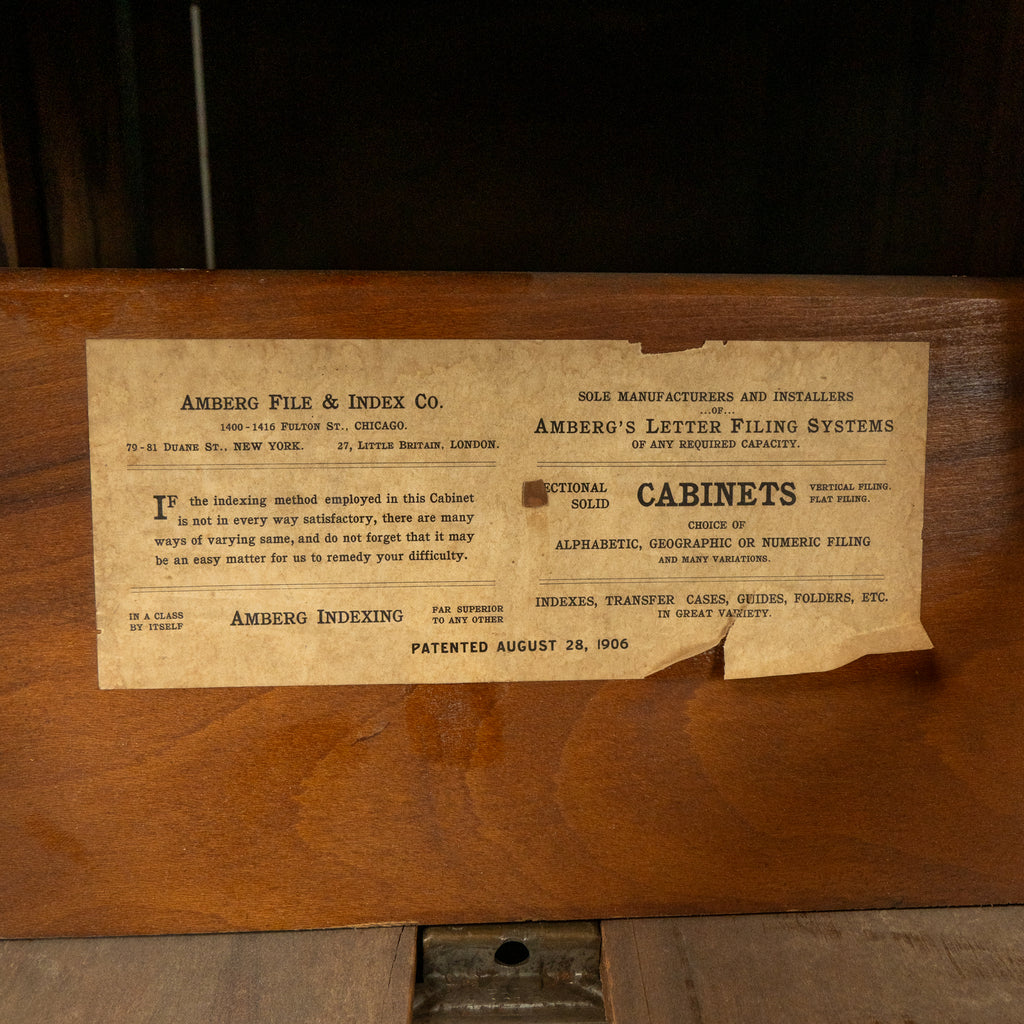 AMBERG FILE & INDEX CO.
1400-1416 FULTON ST., CHICAGO.
79-81 DUANE ST., NEW YORK. 27, LITTLE BRITAIN, LONDON.
IF the indexing method employed in this Cabinet
is not in every way satisfactory, there are many
ways of varying same, and do not forget that it may
be an easy matter for us to remedy your difficulty.
IN A CLASS
BY ITSELF
AMBERG INDEXING
FAR SUPERIOR
TO ANY OTHER
SOLE MANUFACTURERS AND INSTALLERS
...OF...
AMBERG'S LETTER FILING SYSTEMS
OF ANY REQUIRED CAPACITY.
ECTIONAL
SOLID
CABINETS
VERTICAL FILING.
FLAT FILING.
CHOICE OF
ALPHABETIC, GEOGRAPHIC OR NUMERIC FILING
AND MANY VARIATIONS.
INDEXES, TRANSFER CASES, GUIDES, FOLDERS, ETC.
IN GREAT VARIETY.
PATENTED AUGUST 28, 1906